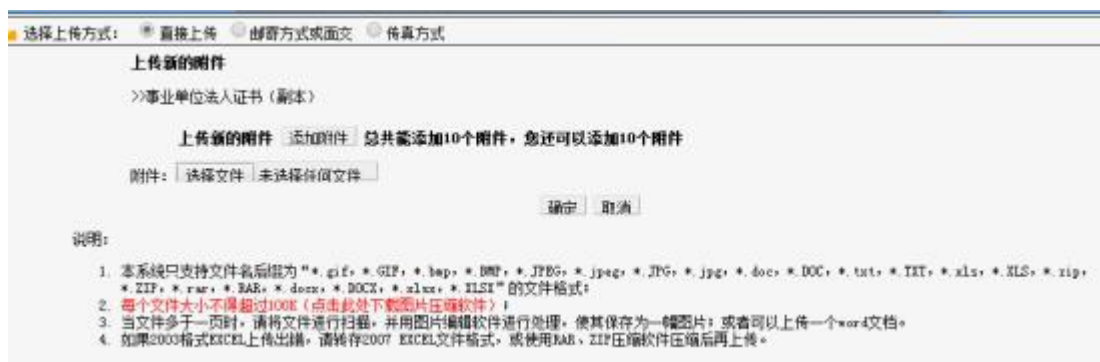 选择上传方式： 直接上传 邮寄方式或面交 传真方式
上传新的附件
>>事业单位法人证书（副本）
上传新的附件 添加附件 总共能添加10个附件，您还可以添加10个附件
附件： 选择文件 未选择任何文件
确定 取消
说明：
1. 本系统只支持文件名后缀为"*.gif，*.GIF，*.bmp，*.BMP，*.JPEG，*.jpeg，*.JPG，*.jpg，*.doc，*.DOC，*.txt，*.TXT，*.xls，*.XLS，*.zip，
*.ZIP，*.rar，*.RAR，*.docx，*.DOCX，*.xlsx，*.XLSX"的文件格式；
2. 每个文件大小不得超过100K（点击此处下载图片压缩软件）；
3. 当文件多于一页时，请将文件进行扫描，并用图片编辑软件进行处理，使其保存为一幅图片；或者可以上传一个word文档。
4. 如果2003格式EXCEL上传出错，请转存2007 EXCEL文件格式，或使用RAR、ZIP压缩软件压缩后再上传。